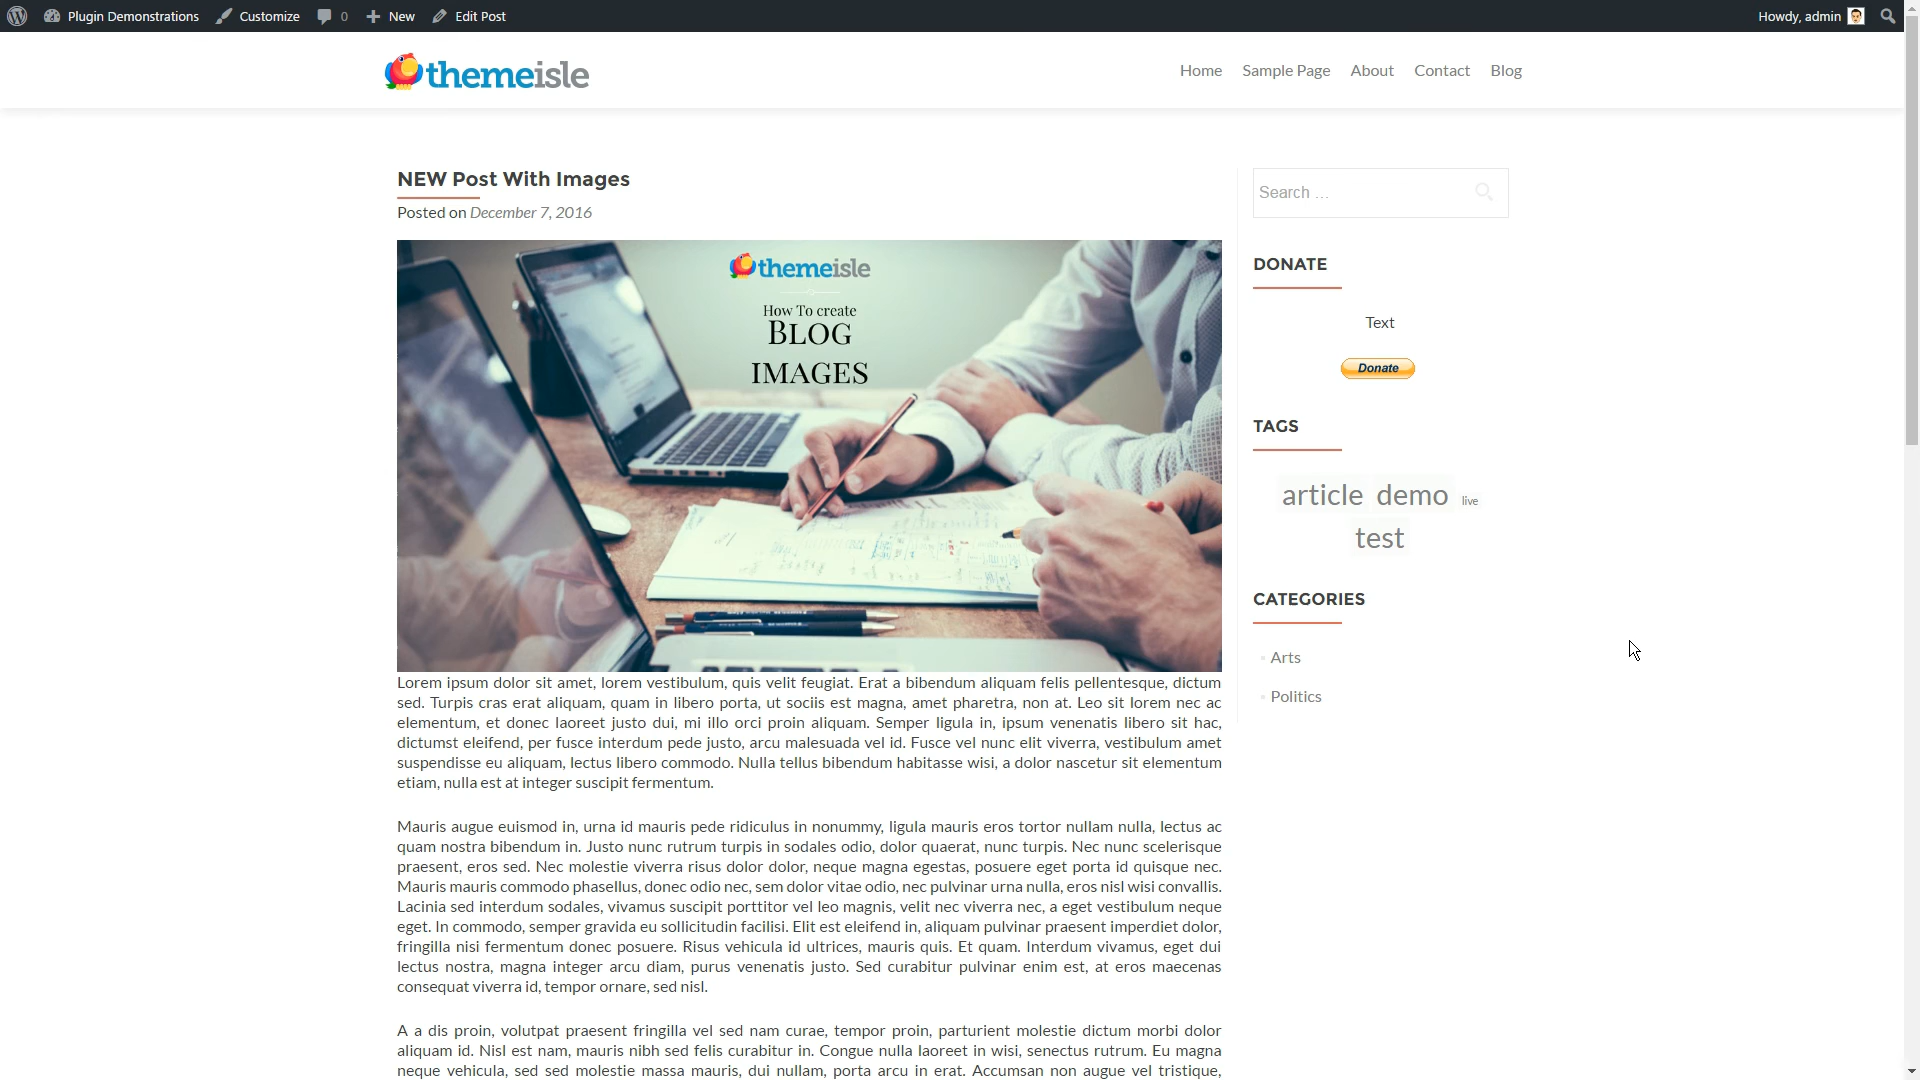 Plugin Demonstrations Customize 0 New Edit Post Howdy, admin
themeisle Home Sample Page About Contact Blog
NEW Post With Images
Posted on December 7, 2016
themeisle
How To create
BLOG
IMAGES
Lorem ipsum dolor sit amet, lorem vestibulum, quis velit feugiat. Erat a bibendum aliquam felis pellentesque, dictum
sed. Turpis cras erat aliquam, quam in libero porta, ut sociis est magna, amet pharetra, non at. Leo sit lorem nec ac
elementum, et donec laoreet justo dui, mi illo orci proin aliquam. Semper ligula in, ipsum venenatis libero sit hac,
dictumst eleifend, per fusce interdum pede justo, arcu malesuada vel id. Fusce vel nunc elit viverra, vestibulum amet
suspendisse eu aliquam, lectus libero commodo. Nulla tellus bibendum habitasse wisi, a dolor nascetur sit elementum
etiam, nulla est at integer suscipit fermentum.
Mauris augue euismod in, urna id mauris pede ridiculus in nonummy, ligula mauris eros tortor nullam nulla, lectus ac
quam nostra bibendum in. Justo nunc rutrum turpis in sodales odio, dolor quaerat, nunc turpis. Nec nunc scelerisque
praesent, eros sed. Nec molestie viverra risus dolor dolor, neque magna egestas, posuere eget porta id quisque nec.
Mauris mauris commodo phasellus, donec odio nec, sem dolor vitae odio, nec pulvinar urna nulla, eros nisl wisi convallis.
Lacinia sed interdum sodales, vivamus suscipit porttitor vel leo magnis, velit nec viverra nec, a eget vestibulum neque
eget. In commodo, semper gravida eu sollicitudin facilisi. Elit est eleifend in, aliquam pulvinar praesent imperdiet dolor,
fringilla nisi fermentum donec posuere. Risus vehicula id ultrices, mauris quis. Et quam. Interdum vivamus, eget dui
lectus nostra, magna integer arcu diam, purus venenatis justo. Sed curabitur pulvinar enim est, at eros maecenas
consequat viverra id, tempor ornare, sed nisl.
A a dis proin, volutpat praesent fringilla vel sed nam curae, tempor proin, parturient molestie dictum morbi dolor
aliquam id. Nisl est nam, mauris nibh sed felis curabitur in. Congue nulla laoreet in wisi, senectus rutrum. Eu magna
neque vehicula, sed sed molestie massa mauris, dui nullam, porta arcu in erat. Accumsan non augue vel tristique,
Search ...
DONATE
Text
Donate
TAGS
article demo live
test
CATEGORIES
Arts
Politics